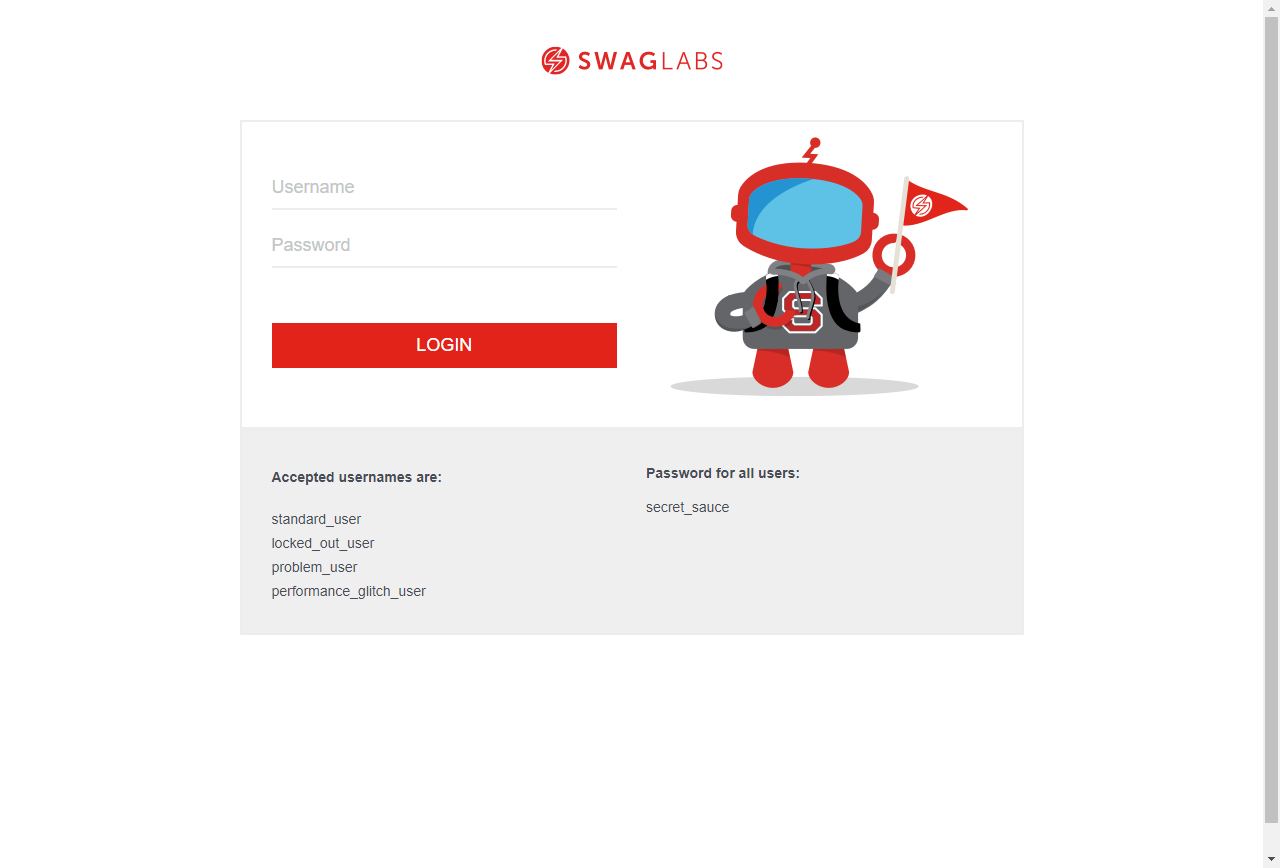 SWAGLABS
Username
Password
LOGIN
S
Accepted usernames are:
standard_user
locked_out_user
problem_user
performance_glitch_user
Password for all users:
secret_sauce